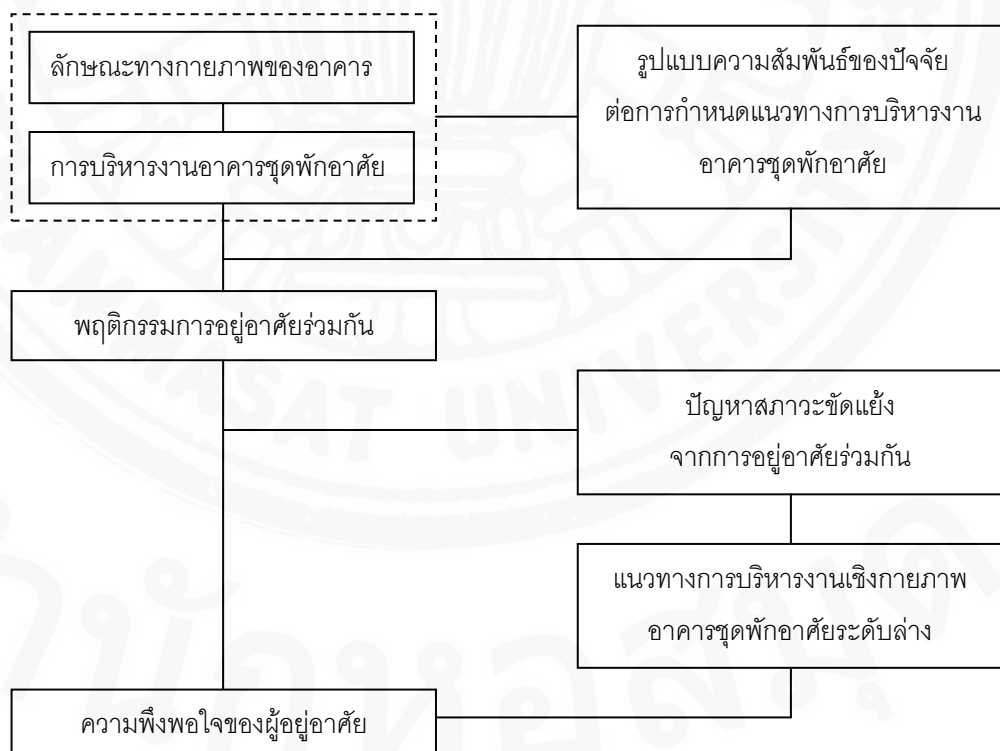 ลักษณะทางกายภาพของอาคาร
การบริหารงานอาคารชุดพักอาศัย
รูปแบบความสัมพันธ์ของปัจจัย
ต่อการกำหนดแนวทางการบริหารงาน
อาคารชุดพักอาศัย
พฤติกรรมการอยู่อาศัยร่วมกัน
ปัญหาสภาวะขัดแย้ง
จากการอยู่อาศัยร่วมกัน
แนวทางการบริหารงานเชิงกายภาพ
อาคารชุดพักอาศัยระดับล่าง
ความพึงพอใจของผู้อยู่อาศัย
AMMASAT UNIVERSIT